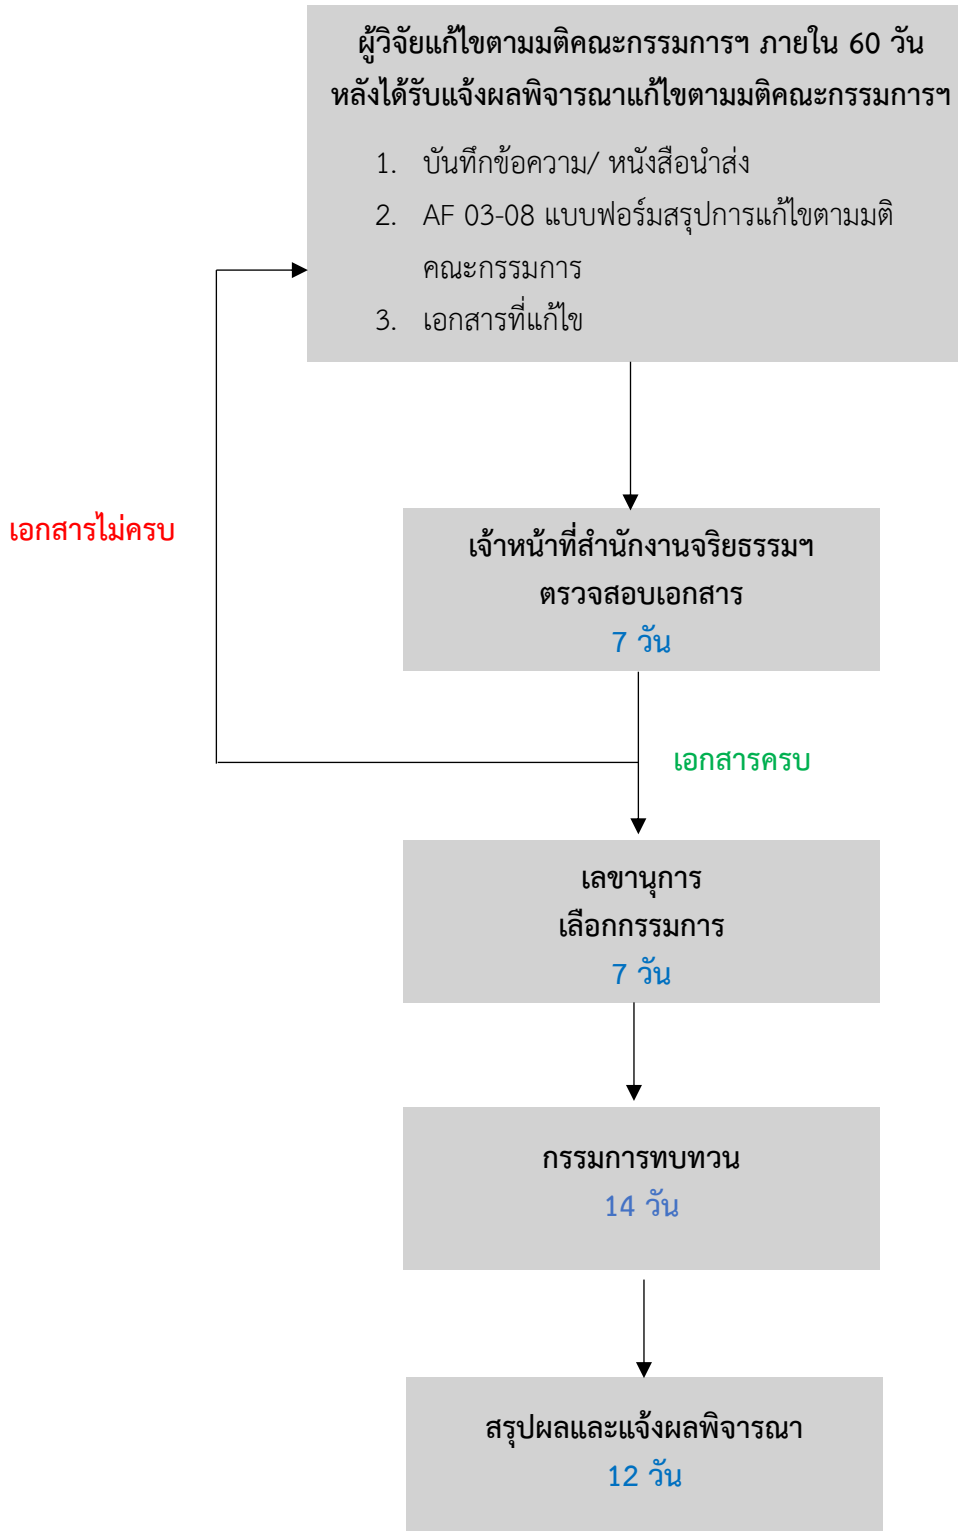 ผู้วิจัยแก้ไขตามมติคณะกรรมการฯ ภายใน 60 วัน
หลังได้รับแจ้งผลพิจารณาแก้ไขตามมติคณะกรรมการฯ
1. บันทึกข้อความ/ หนังสือนำส่ง
2. AF 03-08 แบบฟอร์มสรุปการแก้ไขตามมติ
คณะกรรมการ
3. เอกสารที่แก้ไข
เอกสารไม่ครบ
เจ้าหน้าที่สำนักงานจริยธรรมฯ
ตรวจสอบเอกสาร
7 วัน
เอกสารครบ
เลขานุการ
เลือกกรรมการ
7 วัน
กรรมการทบทวน
14 วัน
สรุปผลและแจ้งผลพิจารณา
12 วัน